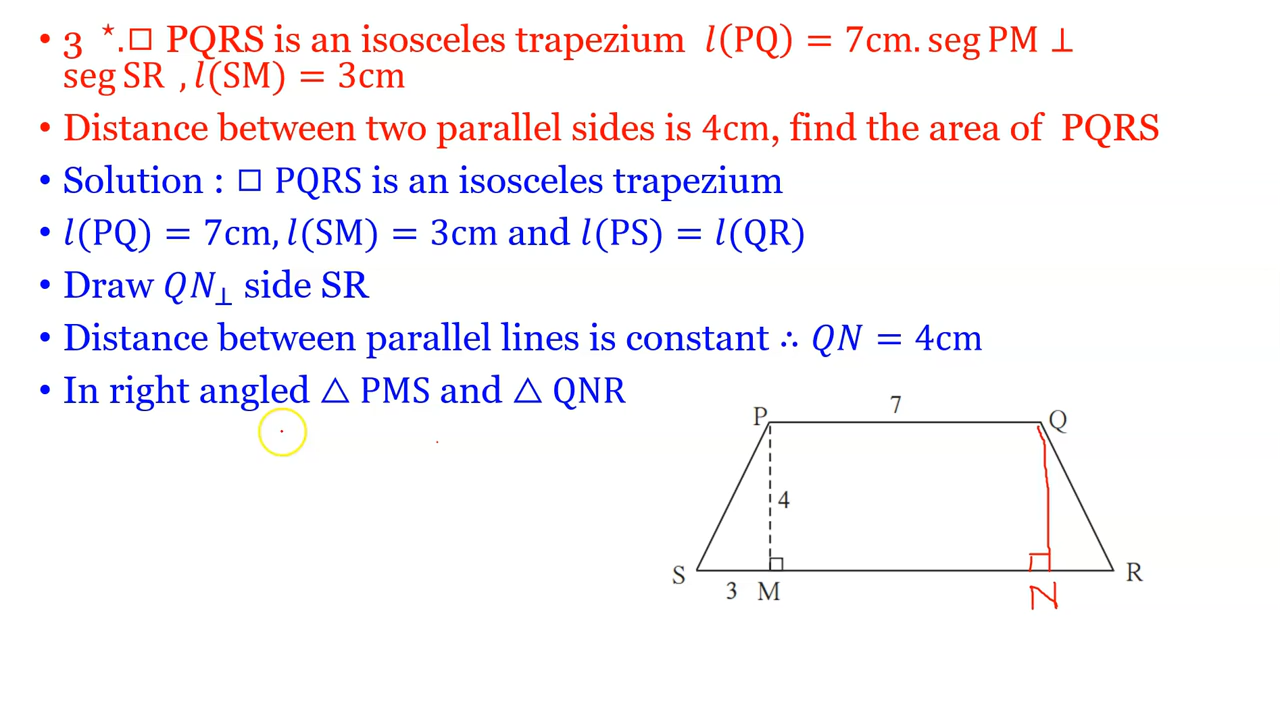 • 3 *.□ PQRS is an isosceles trapezium l(PQ) = 7cm. seg PM ⊥
seg SR , l(SM) = 3cm
• Distance between two parallel sides is 4cm, find the area of PQRS
• Solution : □ PQRS is an isosceles trapezium
• l(PQ) = 7cm, l(SM) = 3cm and l(PS) = l(QR)
• Draw QN⊥ side SR
• Distance between parallel lines is constant ∴ QN = 4cm
• In right angled △ PMS and △ QNR
7
P
Q
4
S
R
3 M
N